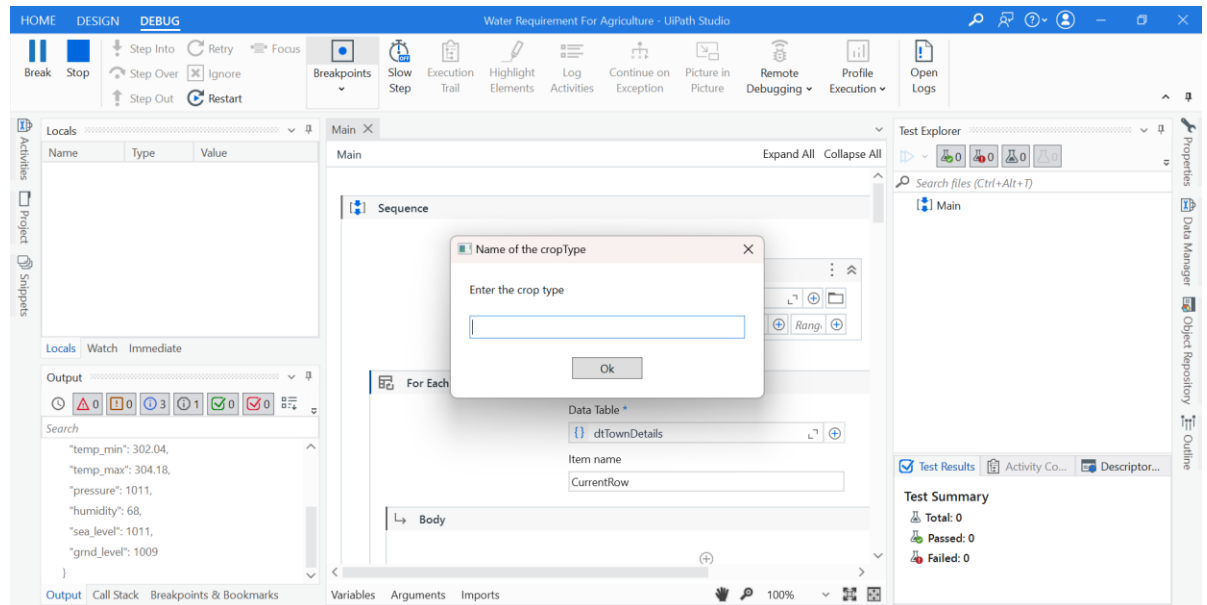 HOME DESIGN DEBUG Water Requirement For Agriculture - UiPath Studio
Break Stop Step Into Retry Focus
Step Over Ignore
Step Out Restart
Breakpoints Slow Step Execution Trail Highlight Elements Log Activities Continue on Exception Picture in Picture Remote Debugging Profile Execution Open Logs
Activities
Project
Snippets
Locals
Name Type Value
Locals Watch Immediate
Output
0 0 3 1 0 0
Search
"temp_min": 302.04,
"temp_max": 304.18,
"pressure": 1011,
"humidity": 68,
"sea_level": 1011,
"grnd_level": 1009
}
Output Call Stack Breakpoints & Bookmarks
Main
Main Expand All Collapse All
Sequence
Name of the cropType
Enter the crop type
Ok
Rang
For Each
Data Table *
{} dtTownDetails
Item name
CurrentRow
Body
Variables Arguments Imports 100%
Test Explorer
0 0 0 0
Search files (Ctrl+Alt+T)
Main
Test Results Activity Co... Descriptor...
Test Summary
Total: 0
Passed: 0
Failed: 0
Properties
Data Manager
Object Repository
Outline